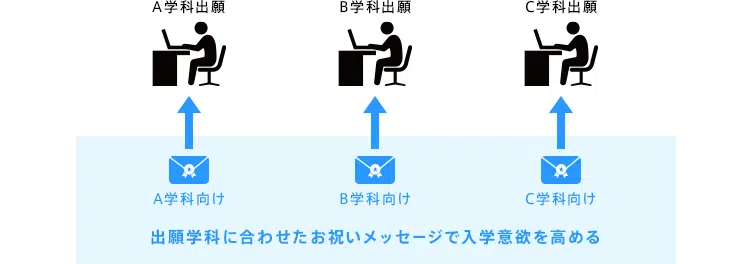 A学科出願 B学科出願 C学科出願
A学科向け B学科向け C学科向け
出願学科に合わせたお祝いメッセージで入学意欲を高める